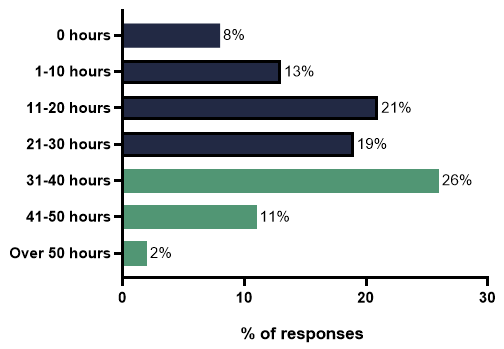 0 hours 8%
1-10 hours 13%
11-20 hours 21%
21-30 hours 19%
31-40 hours 26%
41-50 hours 11%
Over 50 hours 2%
0 10 20 30
% of responses